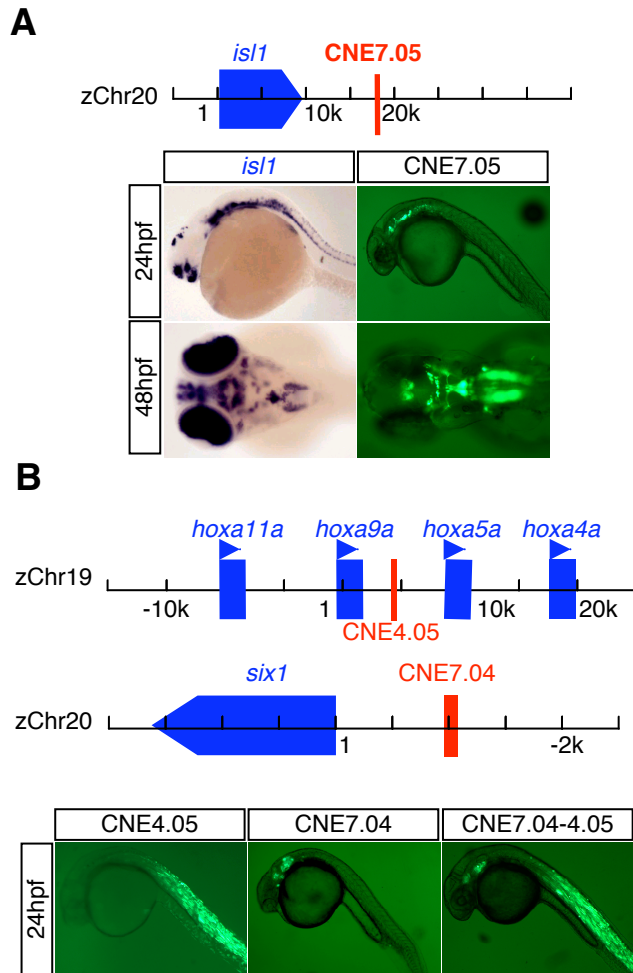 A
isl1 CNE7.05
zChr20
1 10k 20k
isl1 CNE7.05
24hpf
48hpf
B
hoxa11a hoxa9a hoxa5a hoxa4a
zChr19
-10k 1 10k 20k
CNE4.05
six1 CNE7.04
zChr20
1 -2k
CNE4.05 CNE7.04 CNE7.04-4.05
24hpf